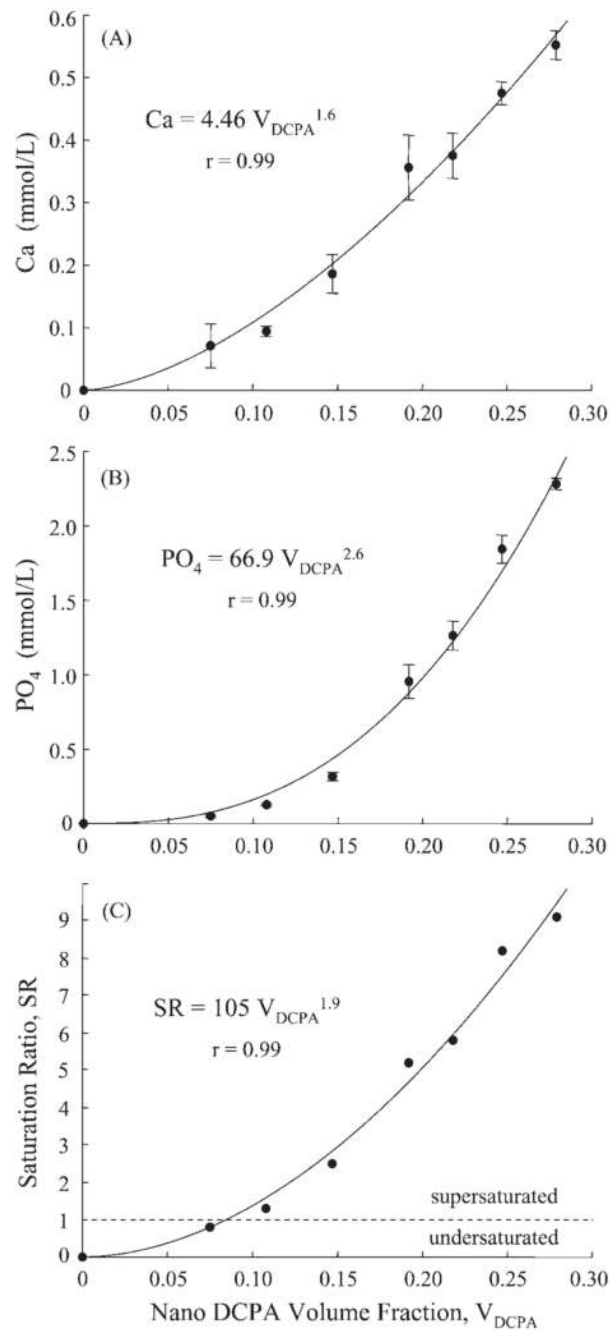 (A)
Ca = 4.46 V_DCPA^1.6
r = 0.99
Ca (mmol/L)
0.6
0.5
0.4
0.3
0.2
0.1
0
0 0.05 0.10 0.15 0.20 0.25 0.30
(B)
PO₄ = 66.9 V_DCPA^2.6
r = 0.99
PO₄ (mmol/L)
2.5
2.0
1.5
1.0
0.5
0
0 0.05 0.10 0.15 0.20 0.25 0.30
(C)
SR = 105 V_DCPA^1.9
r = 0.99
Saturation Ratio, SR
9
8
7
6
5
4
3
2
1
0
supersaturated
undersaturated
0 0.05 0.10 0.15 0.20 0.25 0.30
Nano DCPA Volume Fraction, V_DCPA